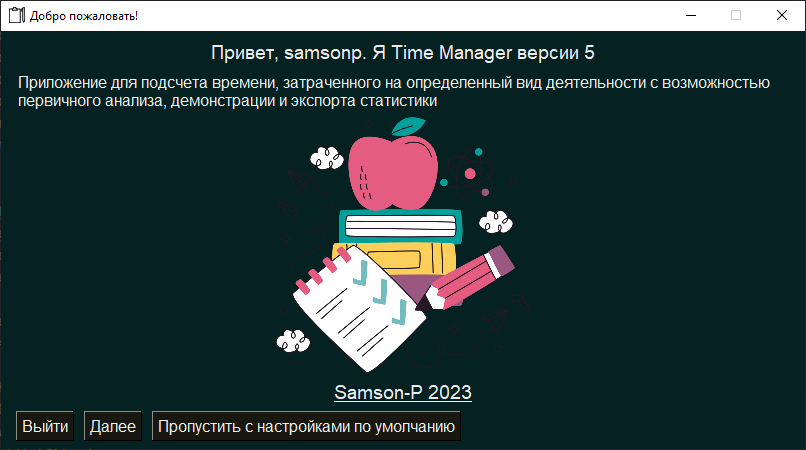 Добро пожаловать!
Привет, samsonp. Я Time Manager версии 5
Приложение для подсчета времени, затраченного на определенный вид деятельности с возможностью
первичного анализа, демонстрации и экспорта статистики
Samson-P 2023
Выйти Далее Пропустить с настройками по умолчанию